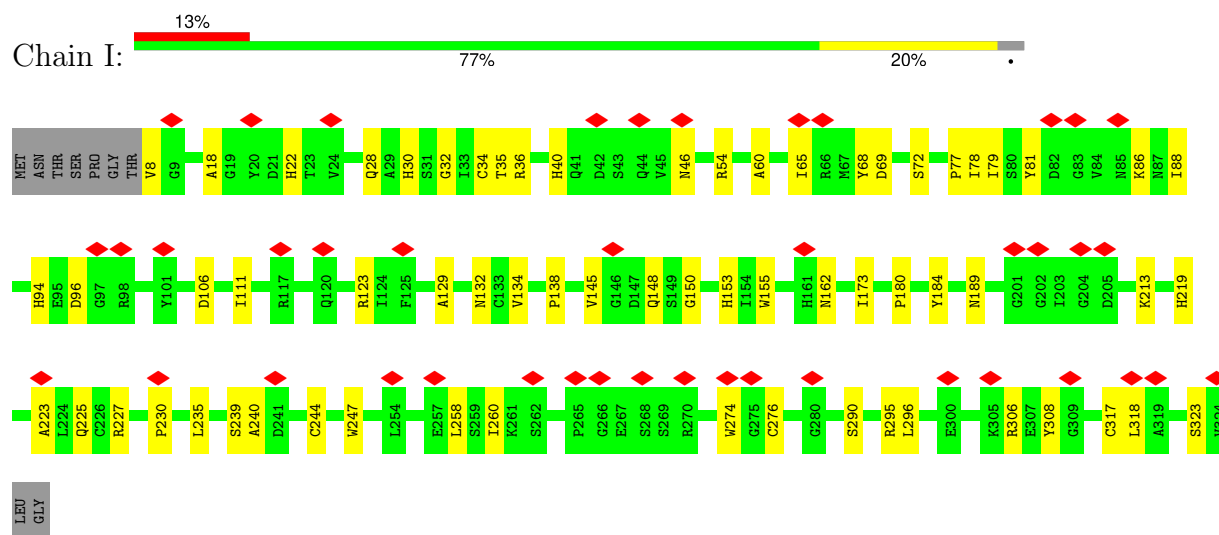 13%
Chain I:
77% 20% •
MET ASN THR SER PRO GLY THR V8 G9 A18 G19 Y20 D21 H22 T23 V24 Q28 A29 H30 S31 G32 I33 C34 T35 R36 H40 Q41 D42 S43 Q44 V45 N46 R54 A60 I65 R66 M67 Y68 D69 S72 P77 I78 I79 S80 Y81 D82 G83 V84 N85 K86 N87 I88
H94 E95 D96 G97 R98 Y101 D106 I111 R117 Q120 R123 I124 F125 A129 N132 C133 V134 P138 V145 G146 D147 Q148 S149 G150 H153 I154 W155 H161 N162 I173 P180 Y184 N189 G201 G202 I203 G204 D205 K213 H219
A223 L224 Q225 C226 R227 P230 L235 S239 A240 D241 C244 W247 L254 E257 L258 S259 I260 K261 S262 P265 G266 E267 S268 S269 R270 W274 G275 C276 G280 S290 R295 L296 E300 K305 R306 E307 Y308 G309 C317 L318 A319 S323
LEU GLY